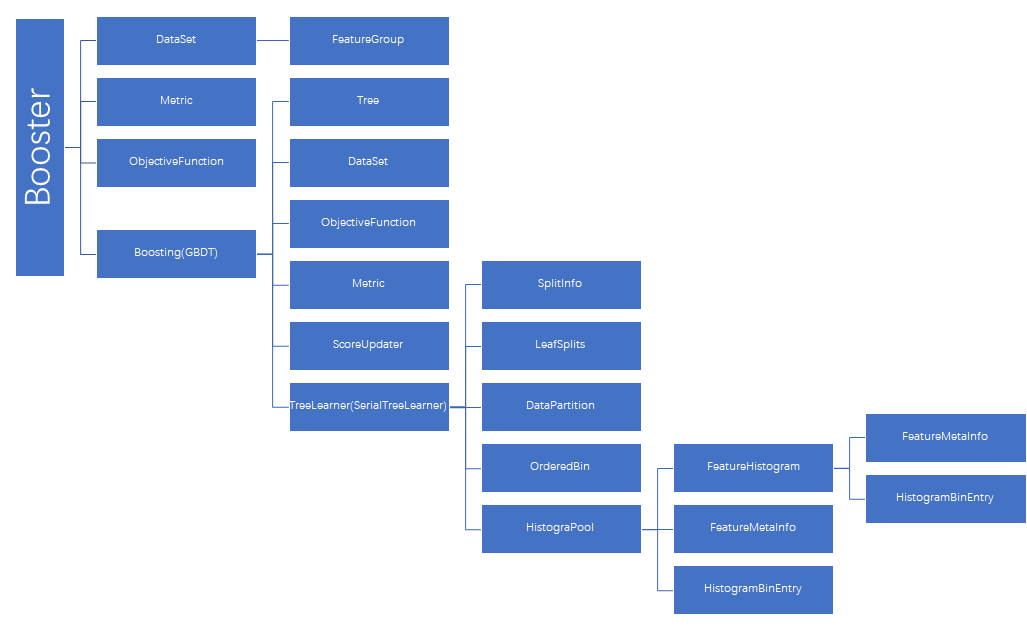 Booster
DataSet
FeatureGroup
Metric
Tree
ObjectiveFunction
DataSet
ObjectiveFunction
Boosting(GBDT)
Metric
SplitInfo
ScoreUpdater
LeafSplits
TreeLearner(SerialTreeLearner)
DataPartition
FeatureMetaInfo
OrderedBin
FeatureHistogram
HistogramBinEntry
HistograPool
FeatureMetaInfo
HistogramBinEntry